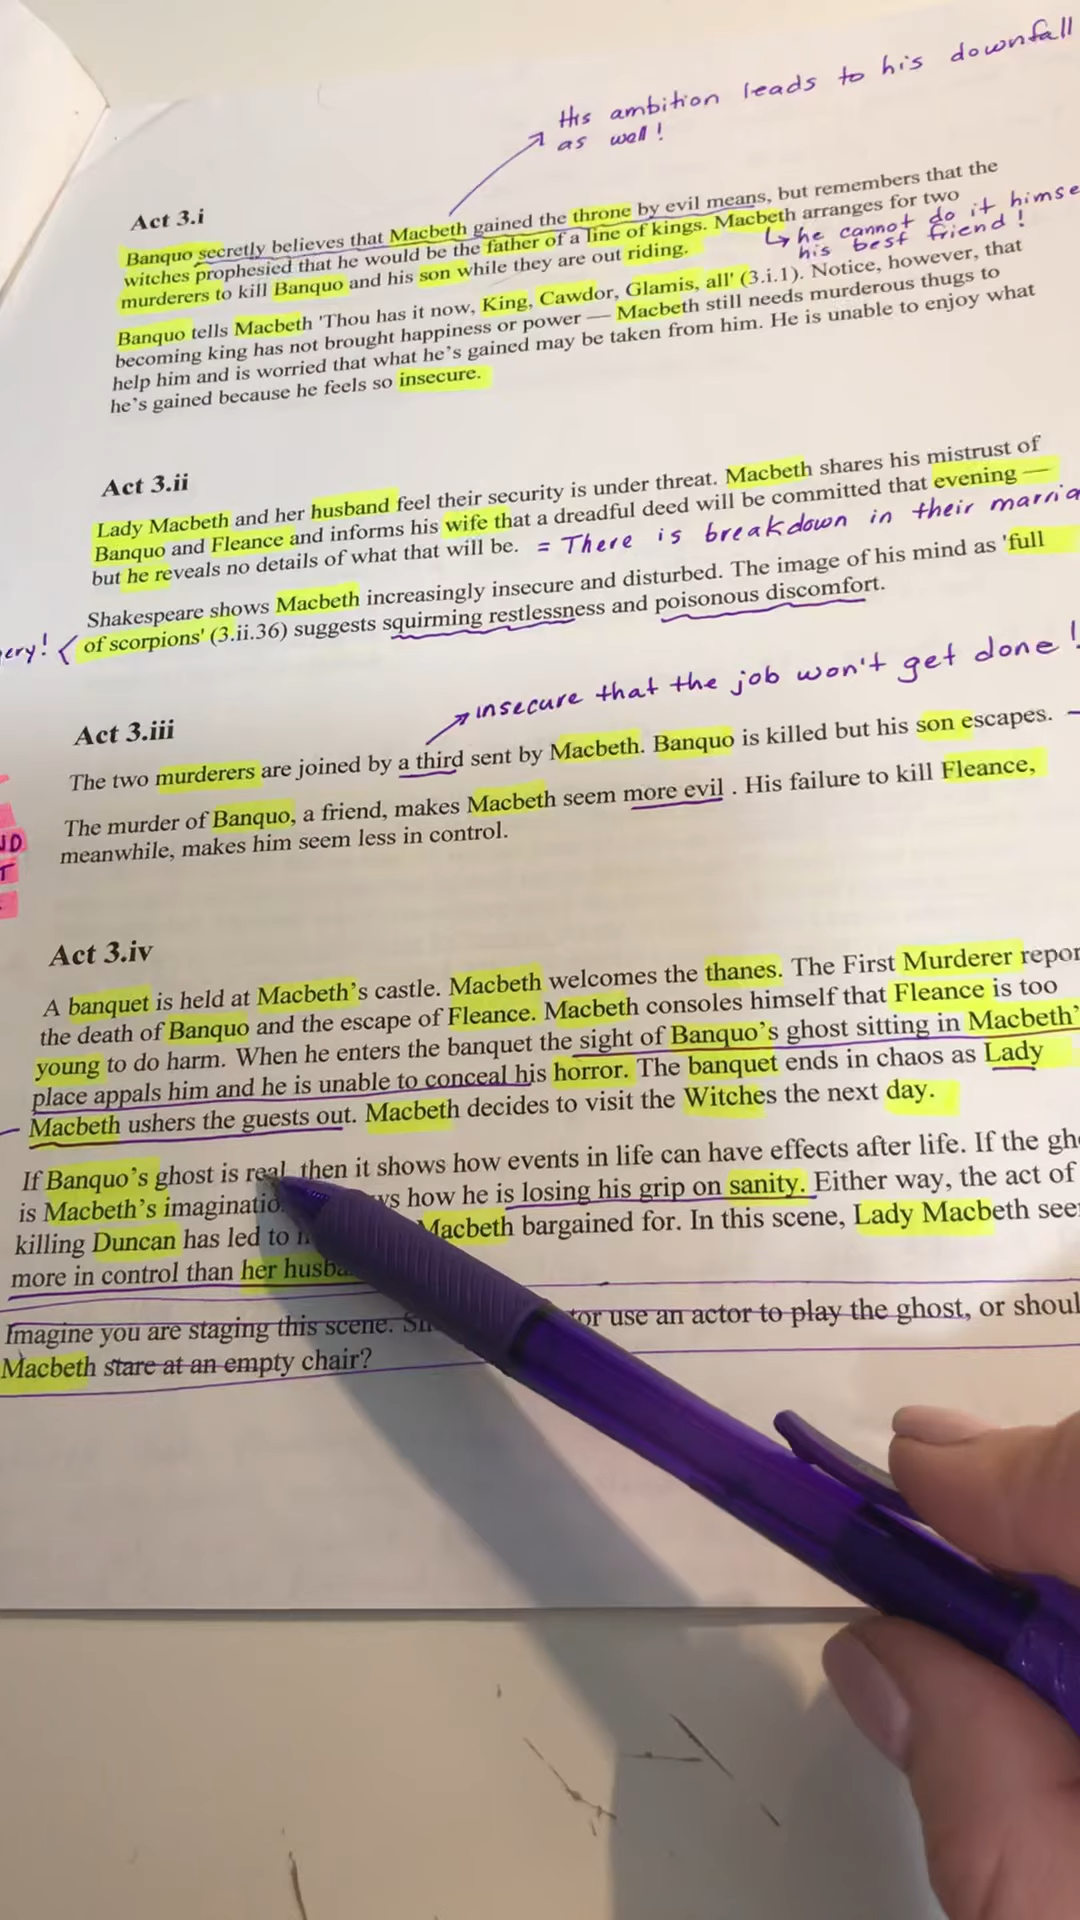 His ambition leads to his downfall
as well!
Act 3.i
Banquo secretly believes that Macbeth gained the throne by evil means, but remembers that the
witches prophesied that he would be the father of a line of kings. Macbeth arranges for two
↳ he cannot do it himse
his best friend!
murderers to kill Banquo and his son while they are out riding.
Banquo tells Macbeth 'Thou has it now, King, Cawdor, Glamis, all' (3.i.1). Notice, however, that
becoming king has not brought happiness or power — Macbeth still needs murderous thugs to
help him and is worried that what he's gained may be taken from him. He is unable to enjoy what
he's gained because he feels so insecure.
Act 3.ii
Lady Macbeth and her husband feel their security is under threat. Macbeth shares his mistrust of
Banquo and Fleance and informs his wife that a dreadful deed will be committed that evening —
but he reveals no details of what that will be. = There is breakdown in their marria
Shakespeare shows Macbeth increasingly insecure and disturbed. The image of his mind as 'full
ery! of scorpions' (3.ii.36) suggests squirming restlessness and poisonous discomfort.
insecure that the job won't get done!
Act 3.iii
The two murderers are joined by a third sent by Macbeth. Banquo is killed but his son escapes.
The murder of Banquo, a friend, makes Macbeth seem more evil . His failure to kill Fleance,
meanwhile, makes him seem less in control.
ND
T
Act 3.iv
A banquet is held at Macbeth's castle. Macbeth welcomes the thanes. The First Murderer repor
the death of Banquo and the escape of Fleance. Macbeth consoles himself that Fleance is too
young to do harm. When he enters the banquet the sight of Banquo's ghost sitting in Macbeth'
place appals him and he is unable to conceal his horror. The banquet ends in chaos as Lady
Macbeth ushers the guests out. Macbeth decides to visit the Witches the next day.
If Banquo's ghost is real, then it shows how events in life can have effects after life. If the gh
is Macbeth's imagination how he is losing his grip on sanity. Either way, the act of
killing Duncan has led to Macbeth bargained for. In this scene, Lady Macbeth see
more in control than her husba
Imagine you are staging this scene. use an actor to play the ghost, or shoul
Macbeth stare at an empty chair?